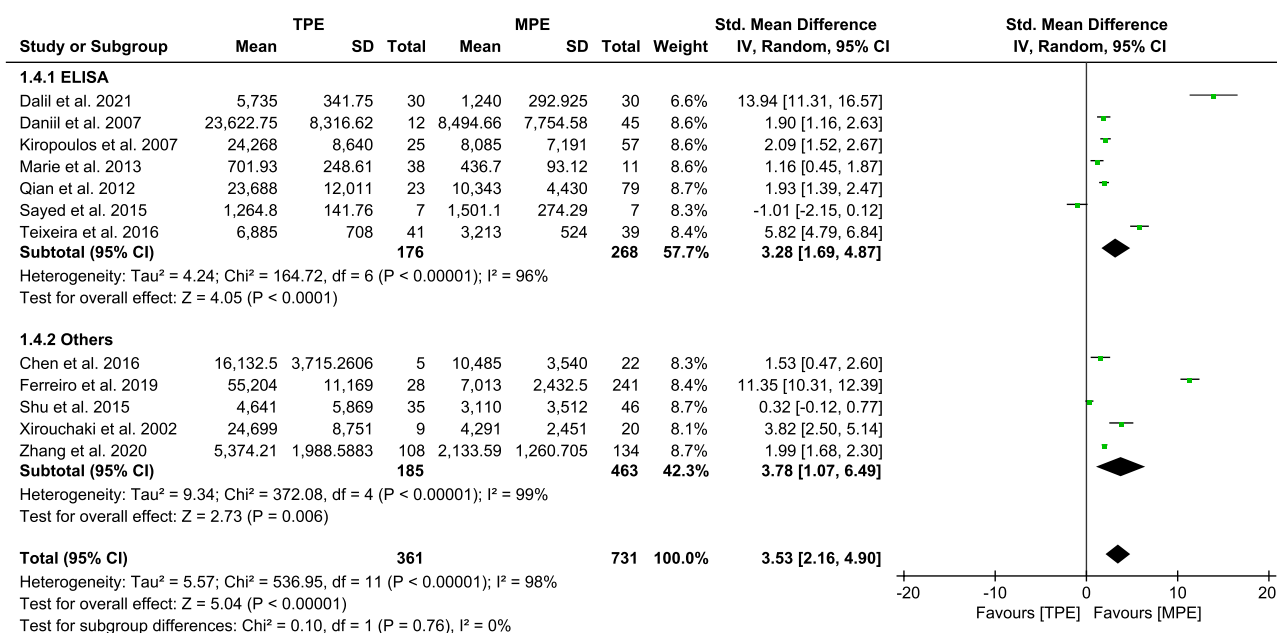 TPE MPE Std. Mean Difference Std. Mean Difference
Study or Subgroup Mean SD Total Mean SD Total Weight IV, Random, 95% CI IV, Random, 95% CI
1.4.1 ELISA
Dalil et al. 2021 5,735 341.75 30 1,240 292.925 30 6.6% 13.94 [11.31, 16.57]
Daniil et al. 2007 23,622.75 8,316.62 12 8,494.66 7,754.58 45 8.6% 1.90 [1.16, 2.63]
Kiropoulos et al. 2007 24,268 8,640 25 8,085 7,191 57 8.6% 2.09 [1.52, 2.67]
Marie et al. 2013 701.93 248.61 38 436.7 93.12 11 8.6% 1.16 [0.45, 1.87]
Qian et al. 2012 23,688 12,011 23 10,343 4,430 79 8.7% 1.93 [1.39, 2.47]
Sayed et al. 2015 1,264.8 141.76 7 1,501.1 274.29 7 8.3% -1.01 [-2.15, 0.12]
Teixeira et al. 2016 6,885 708 41 3,213 524 39 8.4% 5.82 [4.79, 6.84]
Subtotal (95% CI) 176 268 57.7% 3.28 [1.69, 4.87]
Heterogeneity: Tau² = 4.24; Chi² = 164.72, df = 6 (P < 0.00001); I² = 96%
Test for overall effect: Z = 4.05 (P < 0.0001)
1.4.2 Others
Chen et al. 2016 16,132.5 3,715.2606 5 10,485 3,540 22 8.3% 1.53 [0.47, 2.60]
Ferreiro et al. 2019 55,204 11,169 28 7,013 2,432.5 241 8.4% 11.35 [10.31, 12.39]
Shu et al. 2015 4,641 5,869 35 3,110 3,512 46 8.7% 0.32 [-0.12, 0.77]
Xirouchaki et al. 2002 24,699 8,751 9 4,291 2,451 20 8.2% 3.82 [2.50, 5.14]
Zhang et al. 2020 5,374.21 1,988.5883 108 2,133.59 1,260.705 134 8.7% 1.99 [1.68, 2.30]
Subtotal (95% CI) 185 463 42.3% 3.78 [1.07, 6.49]
Heterogeneity: Tau² = 9.34; Chi² = 372.08, df = 4 (P < 0.00001); I² = 99%
Test for overall effect: Z = 2.73 (P = 0.006)
Total (95% CI) 361 731 100.0% 3.53 [2.16, 4.90]
Heterogeneity: Tau² = 5.57; Chi² = 536.95, df = 11 (P < 0.00001); I² = 98%
Test for overall effect: Z = 5.04 (P < 0.00001)
Test for subgroup differences: Chi² = 0.10, df = 1 (P = 0.76), I² = 0%
-20 -10 0 10 20
Favours [TPE] Favours [MPE]